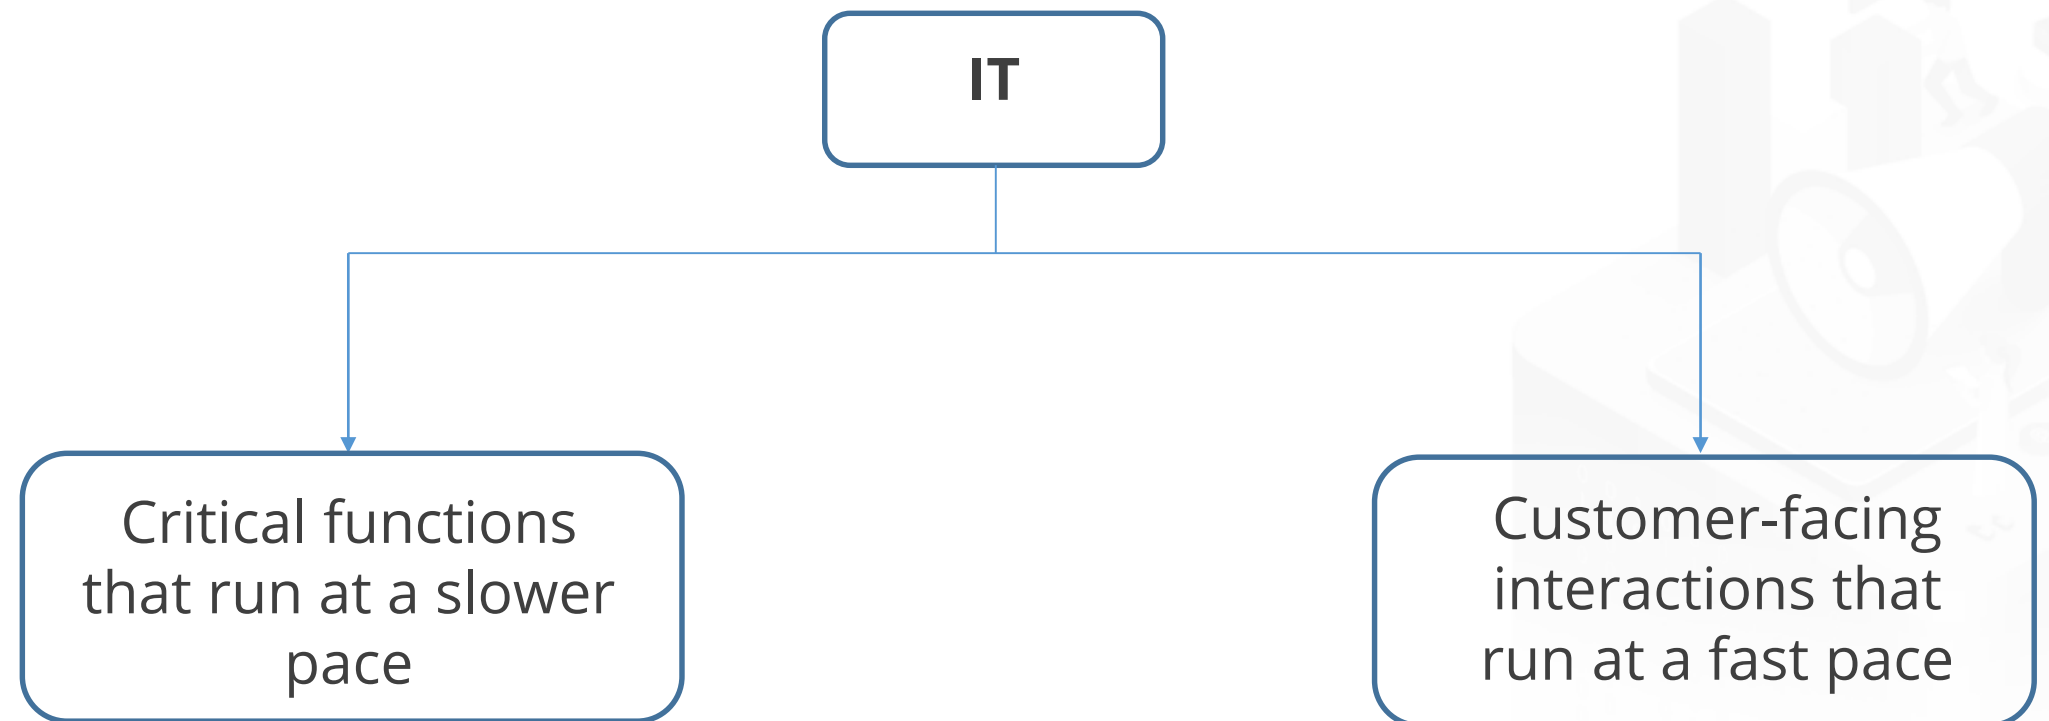 IT
Critical functions
that run at a slower
pace
Customer-facing
interactions that
run at a fast pace